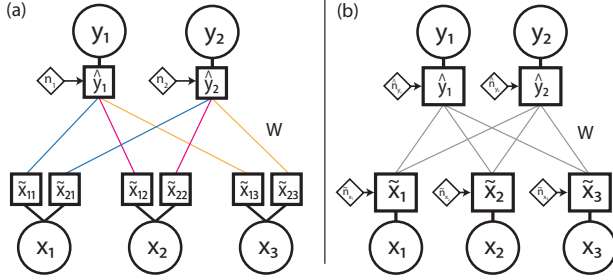 (a)
y₁ y₂
n₁ ŷ₁ n₂ ŷ₂
W
x̃₁₁ x̃₂₁ x̃₁₂ x̃₂₂ x̃₁₃ x̃₂₃
x₁ x₂ x₃
(b)
y₁ y₂
ŷ₁ ŷ₂
W
x̃₁ x̃₂ x̃₃
x₁ x₂ x₃